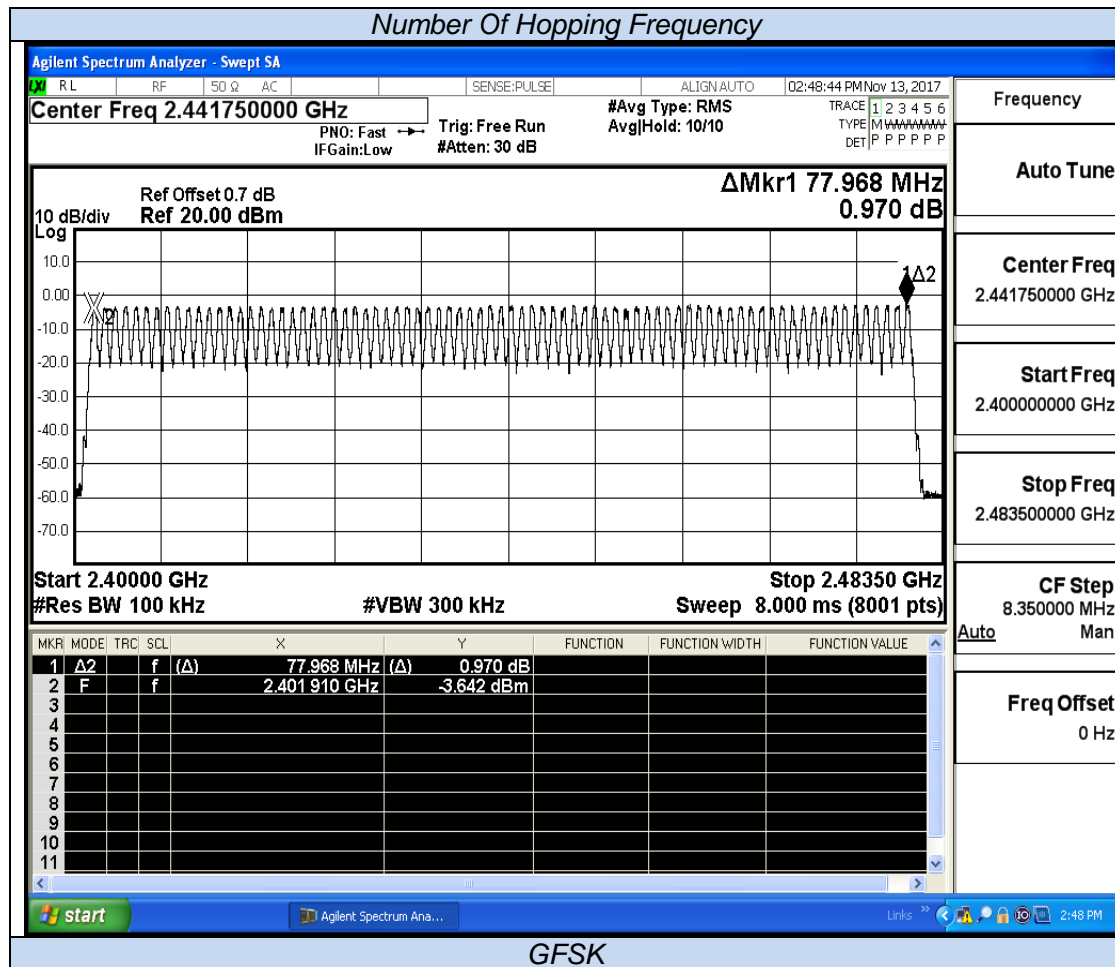 Number Of Hopping Frequency
Agilent Spectrum Analyzer - Swept SA
LXI RL RF 50 Ω AC SENSE:PULSE ALIGN AUTO 02:48:44 PM Nov 13, 2017
Center Freq 2.441750000 GHz
PNO: Fast
IFGain:Low
Trig: Free Run
#Atten: 30 dB
#Avg Type: RMS
Avg|Hold: 10/10
TRACE 1 2 3 4 5 6
TYPE M
DET P P P P P P
Ref Offset 0.7 dB
10 dB/div Ref 20.00 dBm
Log
ΔMkr1 77.968 MHz
0.970 dB
10.0
0.00
-10.0
-20.0
-30.0
-40.0
-50.0
-60.0
-70.0
2
1Δ2
Start 2.40000 GHz Stop 2.48350 GHz
#Res BW 100 kHz #VBW 300 kHz Sweep 8.000 ms (8001 pts)
MKR MODE TRC SCL X Y FUNCTION FUNCTION WIDTH FUNCTION VALUE
1 Δ2 f (Δ) 77.968 MHz (Δ) 0.970 dB
2 F f 2.401 910 GHz -3.642 dBm
3
4
5
6
7
8
9
10
11
Frequency
Auto Tune
Center Freq
2.441750000 GHz
Start Freq
2.400000000 GHz
Stop Freq
2.483500000 GHz
CF Step
8.350000 MHz
Auto Man
Freq Offset
0 Hz
start Agilent Spectrum Ana... Links » 2:48 PM
GFSK